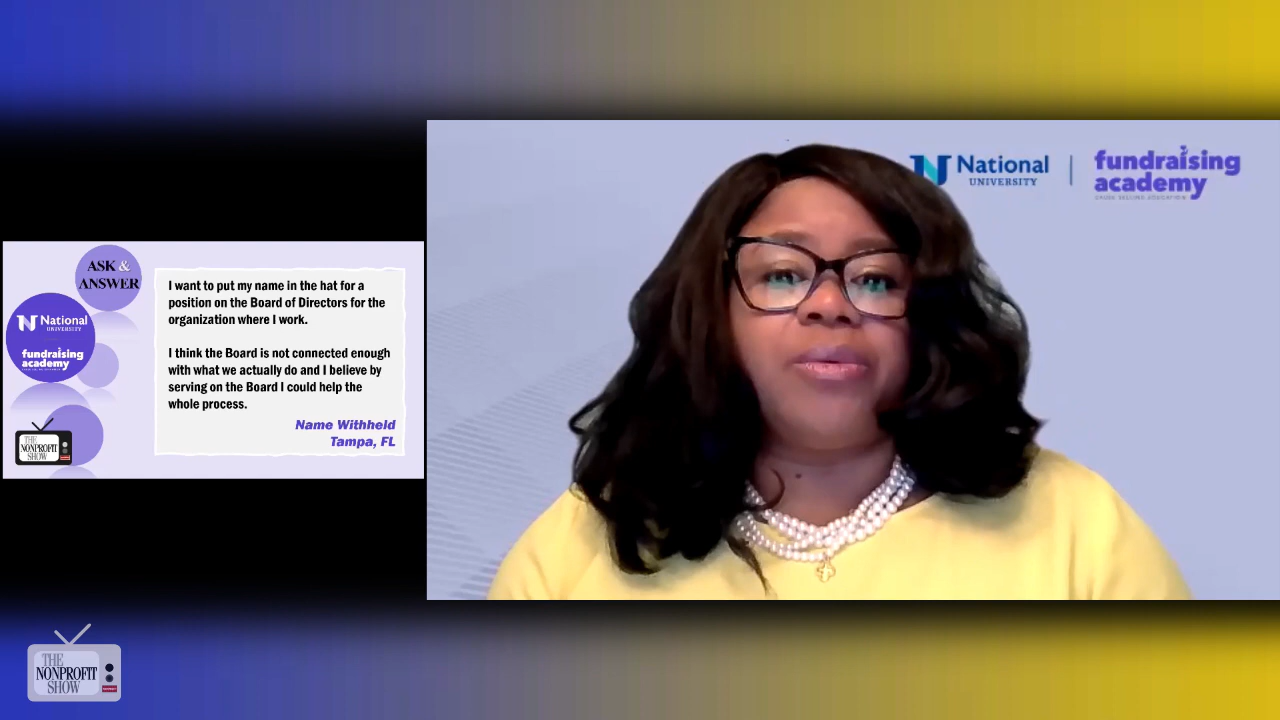 ASK &
ANSWER
National
UNIVERSITY
fundraising
academy
THE
NONPROFIT
SHOW
I want to put my name in the hat for a
position on the Board of Directors for the
organization where I work.
I think the Board is not connected enough
with what we actually do and I believe by
serving on the Board I could help the
whole process.
Name Withheld
Tampa, FL
National
UNIVERSITY
fundraising
academy
CAUSE SELLING EDUCATION
THE
NONPROFIT
SHOW